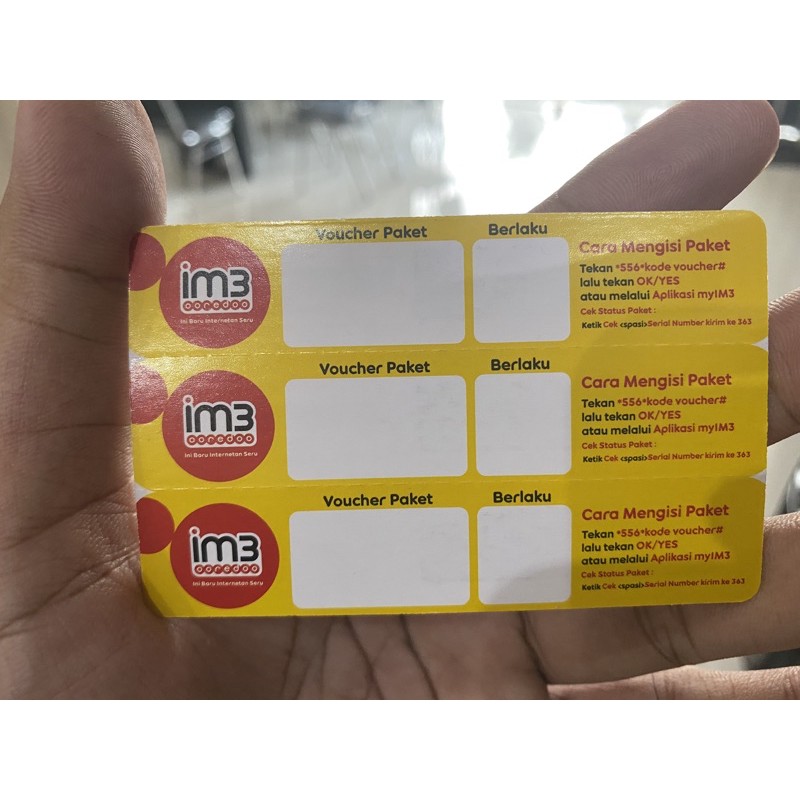 im3
ooredoo
Ini Baru Internetan Seru
Voucher Paket
Berlaku
Cara Mengisi Paket
Tekan *556*kode voucher#
lalu tekan OK/YES
atau melalui Aplikasi myIM3
Cek Status Paket :
Ketik Cek <spasi>Serial Number kirim ke 363
im3
ooredoo
Ini Baru Internetan Seru
Voucher Paket
Berlaku
Cara Mengisi Paket
Tekan *556*kode voucher#
lalu tekan OK/YES
atau melalui Aplikasi myIM3
Cek Status Paket :
Ketik Cek <spasi>Serial Number kirim ke 363
im3
ooredoo
Ini Baru Internetan Seru
Voucher Paket
Berlaku
Cara Mengisi Paket
Tekan *556*kode voucher#
lalu tekan OK/YES
atau melalui Aplikasi myIM3
Cek Status Paket :
Ketik Cek <spasi>Serial Number kirim ke 363